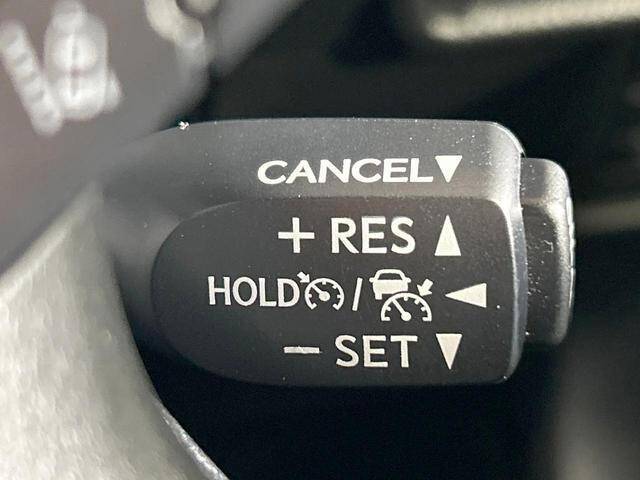 CANCEL▼
+ RES ▲
HOLD / ◀
− SET ▼